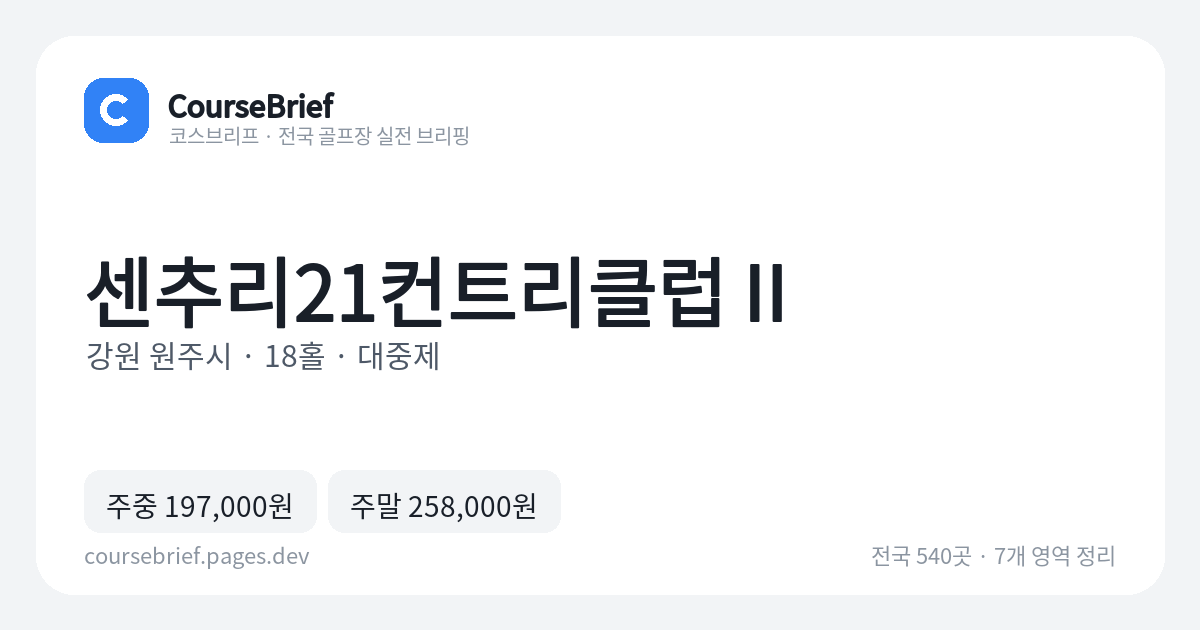 C
CourseBrief
코스브리프 · 전국 골프장 실전 브리핑
센추리21컨트리클럽 II
강원 원주시 · 18홀 · 대중제
주중 197,000원 주말 258,000원
coursebrief.pages.dev 전국 540곳 · 7개 영역 정리